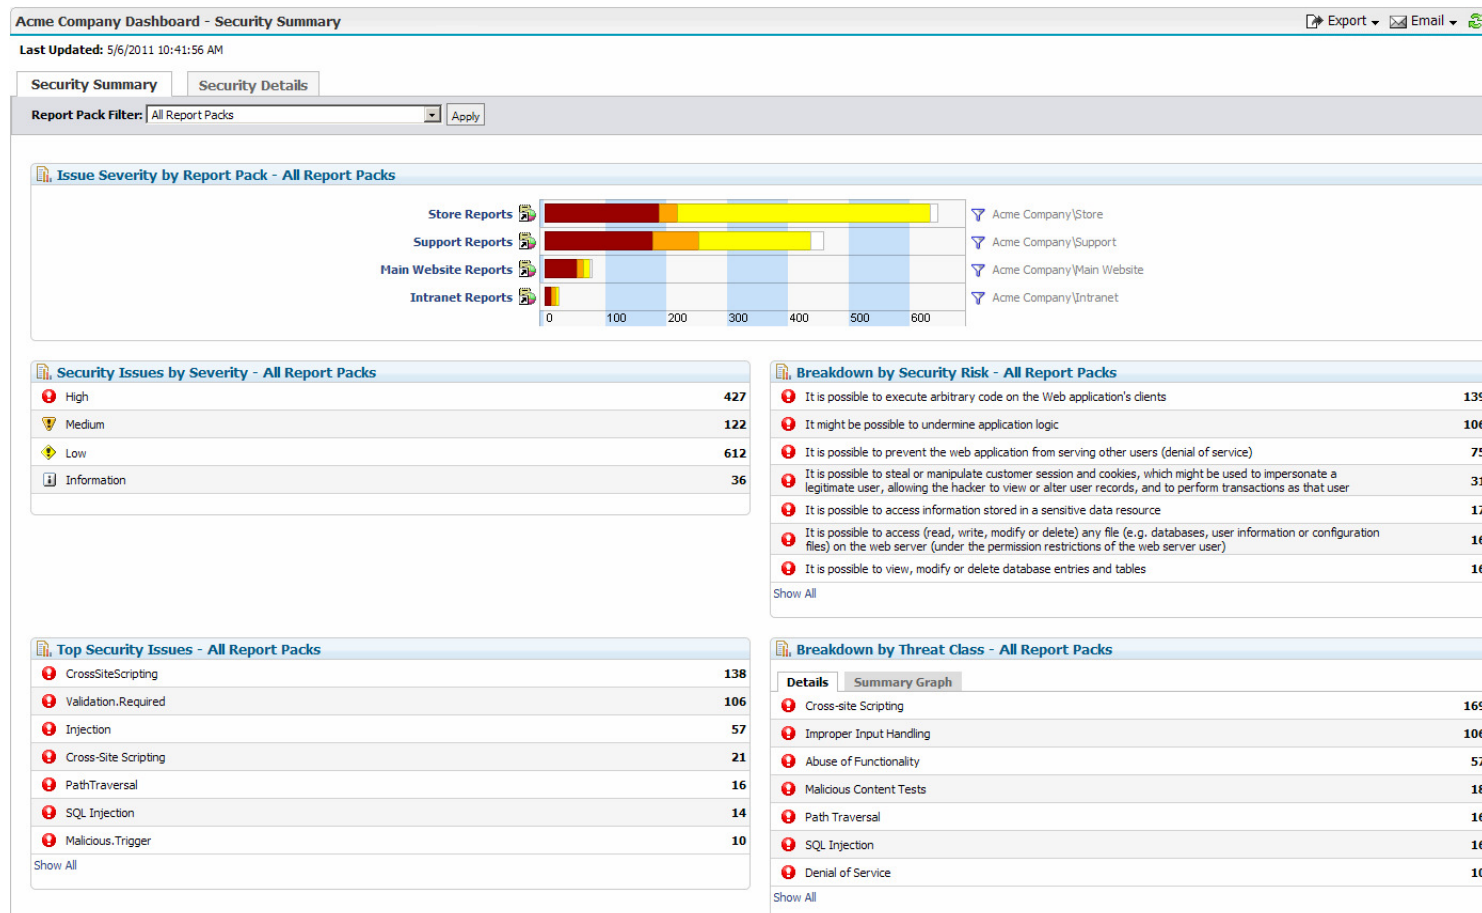 Acme Company Dashboard - Security Summary
Export
Email
Last Updated: 5/6/2011 10:41:56 AM
Security Summary
Security Details
Report Pack Filter:
All Report Packs
Apply
Issue Severity by Report Pack - All Report Packs
Store Reports
Acme Company\Store
Support Reports
Acme Company\Support
Main Website Reports
Acme Company\Main Website
Intranet Reports
Acme Company\Intranet
0 100 200 300 400 500 600
Security Issues by Severity - All Report Packs
High 427
Medium 122
Low 612
Information 36
Breakdown by Security Risk - All Report Packs
It is possible to execute arbitrary code on the Web application's clients 139
It might be possible to undermine application logic 106
It is possible to prevent the web application from serving other users (denial of service) 75
It is possible to steal or manipulate customer session and cookies, which might be used to impersonate a
legitimate user, allowing the hacker to view or alter user records, and to perform transactions as that user 31
It is possible to access information stored in a sensitive data resource 17
It is possible to access (read, write, modify or delete) any file (e.g. databases, user information or configuration
files) on the web server (under the permission restrictions of the web server user) 16
It is possible to view, modify or delete database entries and tables 16
Show All
Top Security Issues - All Report Packs
CrossSiteScripting 138
Validation.Required 106
Injection 57
Cross-Site Scripting 21
PathTraversal 16
SQL Injection 14
Malicious.Trigger 10
Show All
Breakdown by Threat Class - All Report Packs
Details
Summary Graph
Cross-site Scripting 169
Improper Input Handling 106
Abuse of Functionality 57
Malicious Content Tests 18
Path Traversal 16
SQL Injection 16
Denial of Service 10
Show All